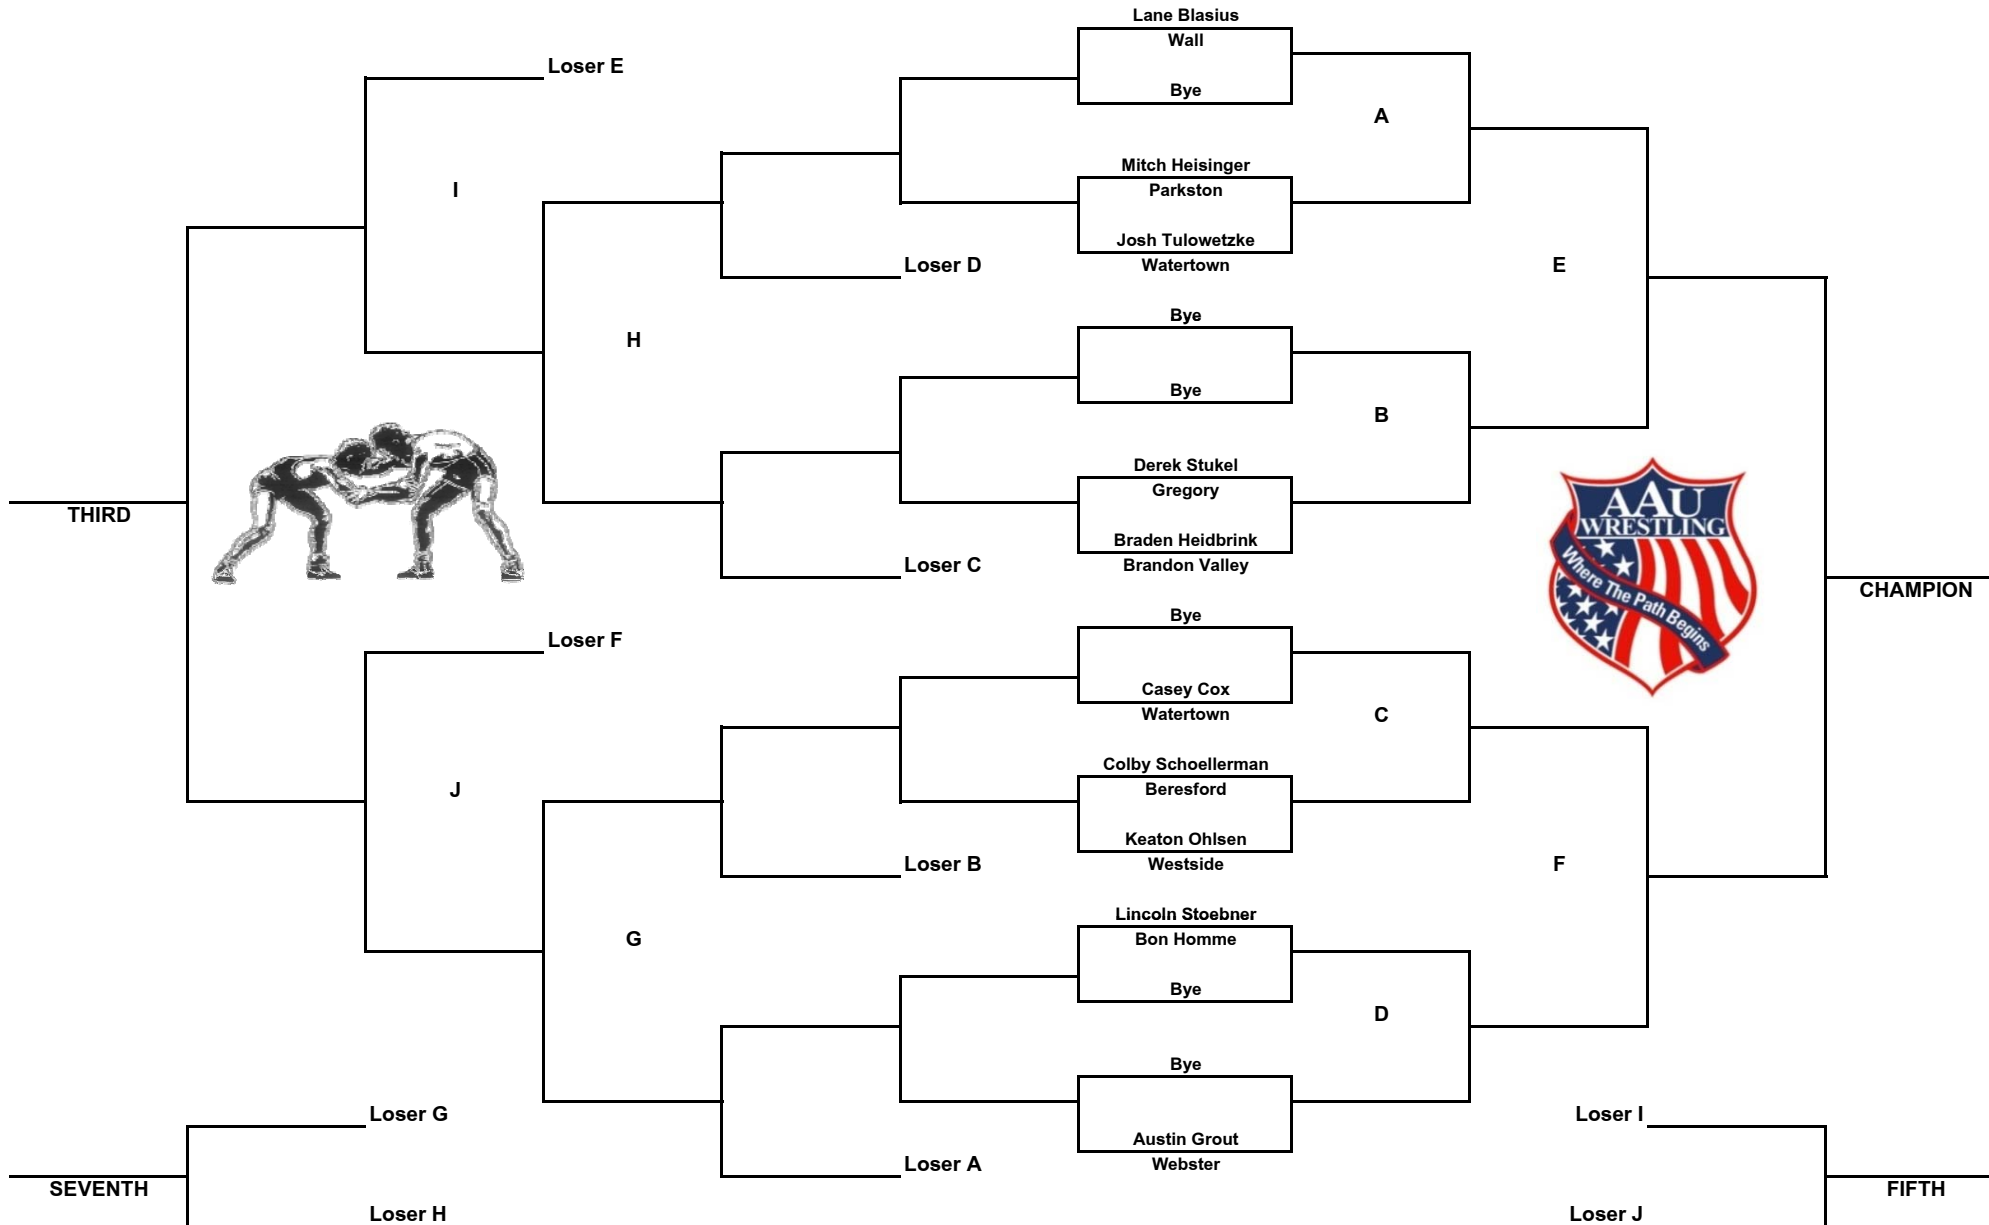 Lane Blasius
Wall
Loser E
Bye
A
Mitch Heisinger
I
Parkston
Josh Tulowetzke
Loser D
Watertown
E
Bye
H
Bye
B
Derek Stukel
Gregory
THIRD
AAU
WRESTLING
Where The Path Begins
Braden Heidbrink
Loser C
Brandon Valley
CHAMPION
Bye
Loser F
Casey Cox
Watertown
C
Colby Schoellerman
J
Beresford
Keaton Ohlsen
Loser B
Westside
F
Lincoln Stoebner
G
Bon Homme
Bye
D
Bye
Loser G
Loser I
Austin Grout
Loser A
Webster
SEVENTH
FIFTH
Loser H
Loser J